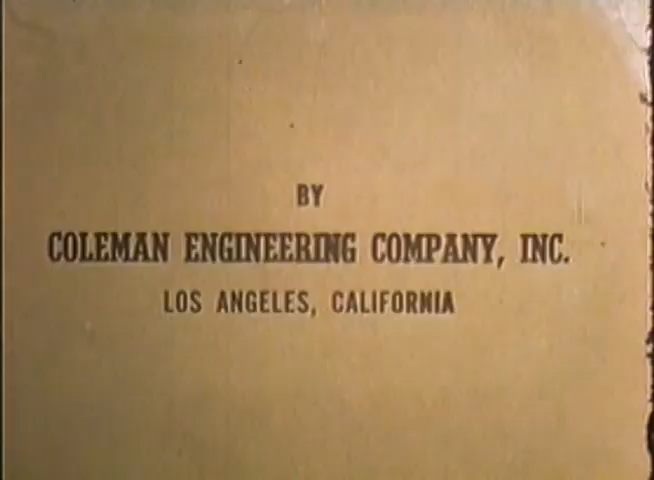 BY
COLEMAN ENGINEERING COMPANY, INC.
LOS ANGELES, CALIFORNIA